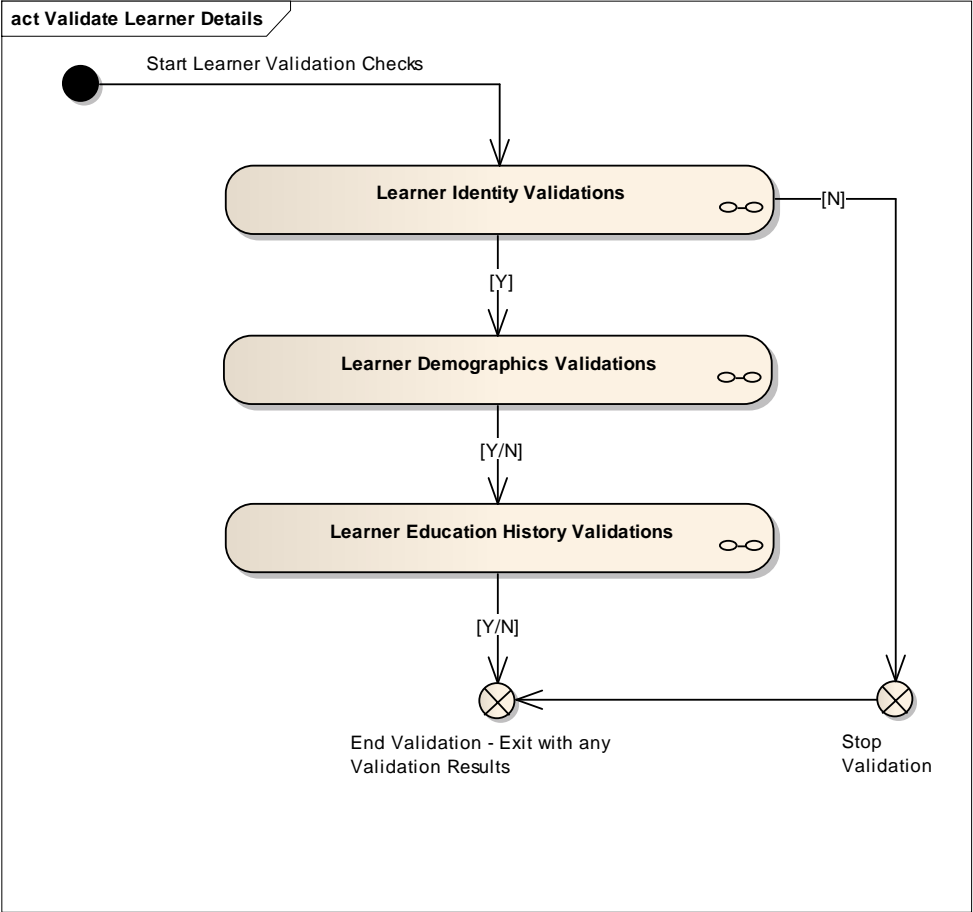 act Validate Learner Details
Start Learner Validation Checks
Learner Identity Validations
[N]
[Y]
Learner Demographics Validations
[Y/N]
Learner Education History Validations
[Y/N]
End Validation - Exit with any
Validation Results
Stop
Validation